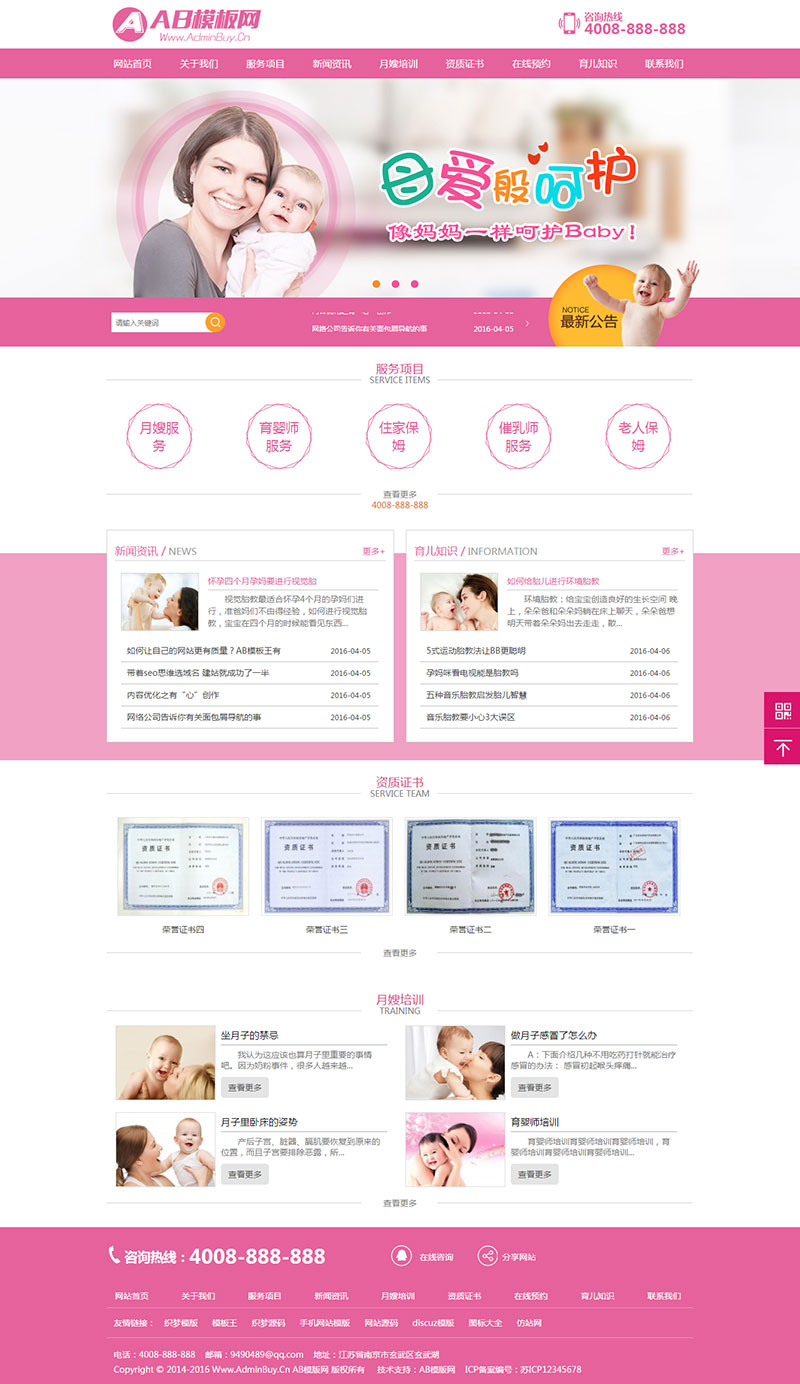 AB模板网
Www.AdminBuy.Cn
咨询热线
4008-888-888
网站首页 关于我们 服务项目 新闻资讯 月嫂培训 资质证书 在线预约 育儿知识 联系我们
母爱般呵护
像妈妈一样呵护Baby!
请输入关键词
网络公司告诉你有关面包屑导航的事 2016-04-05
NOTICE
最新公告
服务项目
SERVICE ITEMS
月嫂服务
育婴师服务
住家保姆
催乳师服务
老人保姆
查看更多
4008-888-888
新闻资讯 / NEWS 更多+
怀孕四个月孕妈要进行视觉胎
视觉胎教最适合怀孕4个月的孕妈们进
行，准爸妈们不由得经验，如何进行视觉胎
教，宝宝在四个月的时候能看见东西...
如何让自己的网站更有质量？AB模板王有 2016-04-05
带着seo思维选域名 建站就成功了一半 2016-04-05
内容优化之有“心”创作 2016-04-05
网络公司告诉你有关面包屑导航的事 2016-04-05
育儿知识 / INFORMATION 更多+
如何给胎儿进行环境胎教
环境胎教：给宝宝创造良好的生长空间 晚
上，朵朵爸和朵朵妈躺在床上聊天，朵朵爸想
明天带着朵朵妈出去走走，散...
5式运动胎教法让BB更聪明 2016-04-06
孕妈咪看电视能是胎教吗 2016-04-06
五种音乐胎教启发胎儿智慧 2016-04-06
音乐胎教要小心3大误区 2016-04-06
资质证书
SERVICE TEAM
资质证书
资质证书
资质证书
资质证书
荣誉证书四
荣誉证书三
荣誉证书二
荣誉证书一
查看更多
月嫂培训
TRAINING
坐月子的禁忌
我认为这应该也算月子里重要的事情
吧。因为奶粉事件，很多人越来越...
查看更多
做月子感冒了怎么办
A：下面介绍几种不用吃药打针就能治疗
感冒的办法： 感冒初起喉头痒痛...
查看更多
月子里卧床的姿势
产后子宫、脏器、膈肌要恢复到原来的
位置，而且子宫要排除恶露，所...
查看更多
育婴师培训
育婴师培训育婴师培训育婴师培训，育
婴师培训育婴师培训育婴师培训...
查看更多
查看更多
咨询热线：4008-888-888
在线咨询
分享网站
网站首页 关于我们 服务项目 新闻资讯 月嫂培训 资质证书 在线预约 育儿知识 联系我们
友情链接： 织梦模版 模板王 织梦源码 手机网站模版 网站源码 discuz模版 图标大全 仿站网
电话：4008-888-888 邮箱：9490489@qq.com 地址：江苏省南京市玄武区玄武湖
Copyright © 2014-2016 Www.AdminBuy.Cn AB模版网 版权所有 技术支持：AB模版网 ICP备案编号：苏ICP12345678